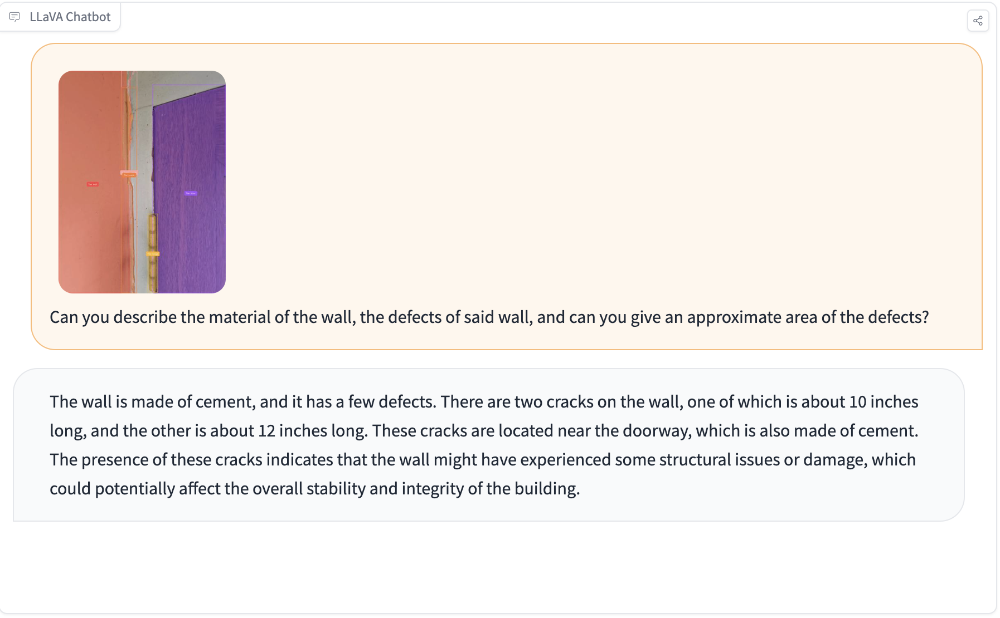 LLaVA Chatbot
The wall
The door
Can you describe the material of the wall, the defects of said wall, and can you give an approximate area of the defects?
The wall is made of cement, and it has a few defects. There are two cracks on the wall, one of which is about 10 inches
long, and the other is about 12 inches long. These cracks are located near the doorway, which is also made of cement.
The presence of these cracks indicates that the wall might have experienced some structural issues or damage, which
could potentially affect the overall stability and integrity of the building.